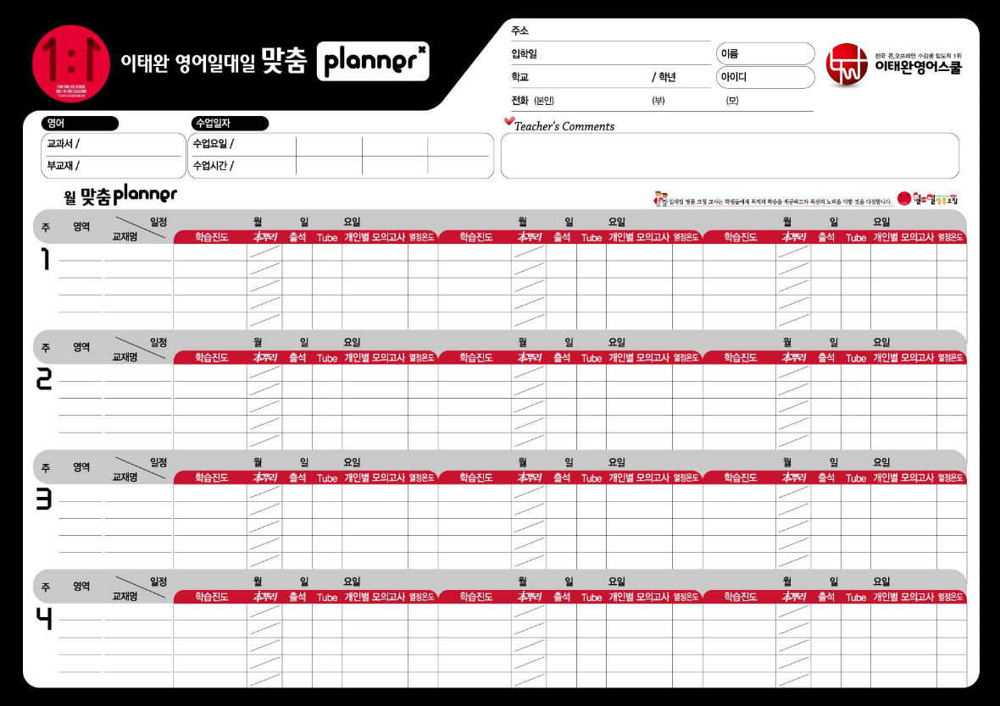 1:1
LTW ENGLISH SCHOOL
ONE-TO-ONE COACHING
이태완 영어일대일 맞춤 planner
주소
입학일
이름
학교 / 학년
아이디
전화 (본인) (부) (모)
전국 온,오프라인 수강생 압도적 1위
이태완영어스쿨
영어
수업일자
Teacher's Comments
교과서 /
수업요일 /
부교재 /
수업시간 /
월 맞춤 planner
일대일 명품 코칭 교사는 학생들에게 최적의 학습을 제공하고자 최선의 노력을 다할 것을 다짐합니다.
주 영역 일정 월 일 요일 월 일 요일 월 일 요일
교재명 학습진도 本뿌리 출석 Tube 개인별 모의고사 열정온도 학습진도 本뿌리 출석 Tube 개인별 모의고사 열정온도 학습진도 本뿌리 출석 Tube 개인별 모의고사 열정온도
1
주 영역 일정 월 일 요일 월 일 요일 월 일 요일
교재명 학습진도 本뿌리 출석 Tube 개인별 모의고사 열정온도 학습진도 本뿌리 출석 Tube 개인별 모의고사 열정온도 학습진도 本뿌리 출석 Tube 개인별 모의고사 열정온도
2
주 영역 일정 월 일 요일 월 일 요일 월 일 요일
교재명 학습진도 本뿌리 출석 Tube 개인별 모의고사 열정온도 학습진도 本뿌리 출석 Tube 개인별 모의고사 열정온도 학습진도 本뿌리 출석 Tube 개인별 모의고사 열정온도
3
주 영역 일정 월 일 요일 월 일 요일 월 일 요일
교재명 학습진도 本뿌리 출석 Tube 개인별 모의고사 열정온도 학습진도 本뿌리 출석 Tube 개인별 모의고사 열정온도 학습진도 本뿌리 출석 Tube 개인별 모의고사 열정온도
4